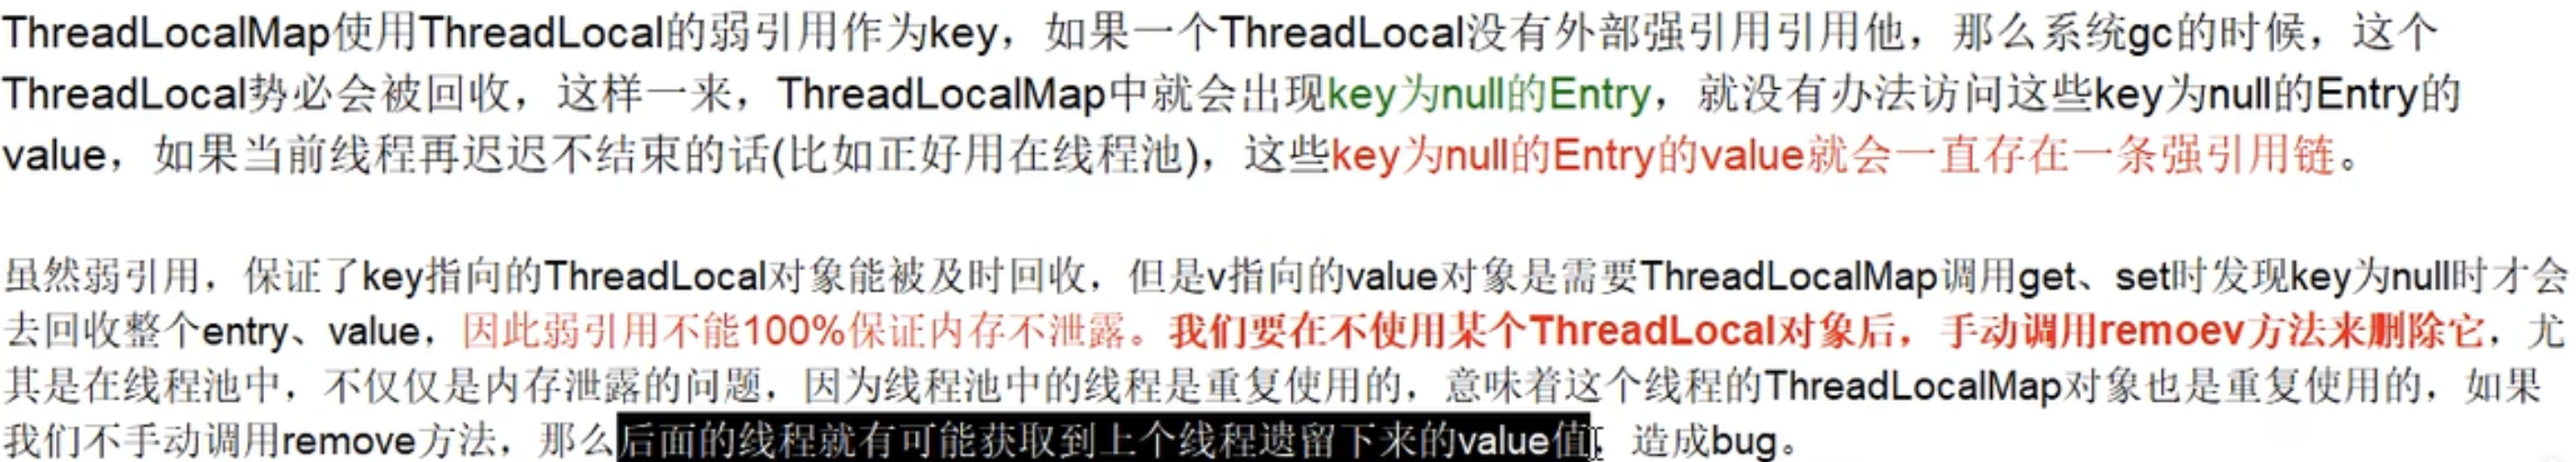 ThreadLocalMap使用ThreadLocal的弱引用作为key，如果一个ThreadLocal没有外部强引用引用他，那么系统gc的时候，这个
ThreadLocal势必会被回收，这样一来，ThreadLocalMap中就会出现key为null的Entry，就没有办法访问这些key为null的Entry的
value，如果当前线程再迟迟不结束的话(比如正好用在线程池)，这些key为null的Entry的value就会一直存在一条强引用链。
虽然弱引用，保证了key指向的ThreadLocal对象能被及时回收，但是v指向的value对象是需要ThreadLocalMap调用get、set时发现key为null时才会
去回收整个entry、value，因此弱引用不能100%保证内存不泄露。我们要在不使用某个ThreadLocal对象后，手动调用remoev方法来删除它，尤
其是在线程池中，不仅仅是内存泄露的问题，因为线程池中的线程是重复使用的，意味着这个线程的ThreadLocalMap对象也是重复使用的，如果
我们不手动调用remove方法，那么后面的线程就有可能获取到上个线程遗留下来的value值，造成bug。